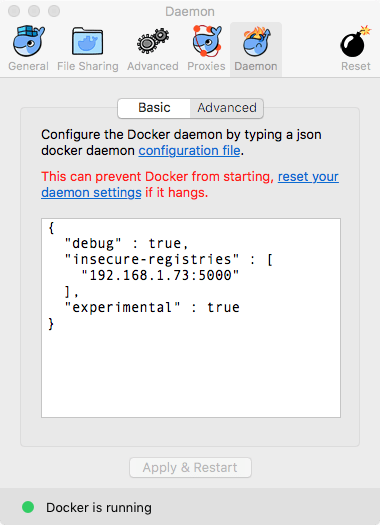 Daemon
General File Sharing Advanced Proxies Daemon Reset
Basic Advanced
Configure the Docker daemon by typing a json
docker daemon configuration file.
This can prevent Docker from starting, reset your
daemon settings if it hangs.
{
  "debug" : true,
  "insecure-registries" : [
    "192.168.1.73:5000"
  ],
  "experimental" : true
}
Apply & Restart
Docker is running